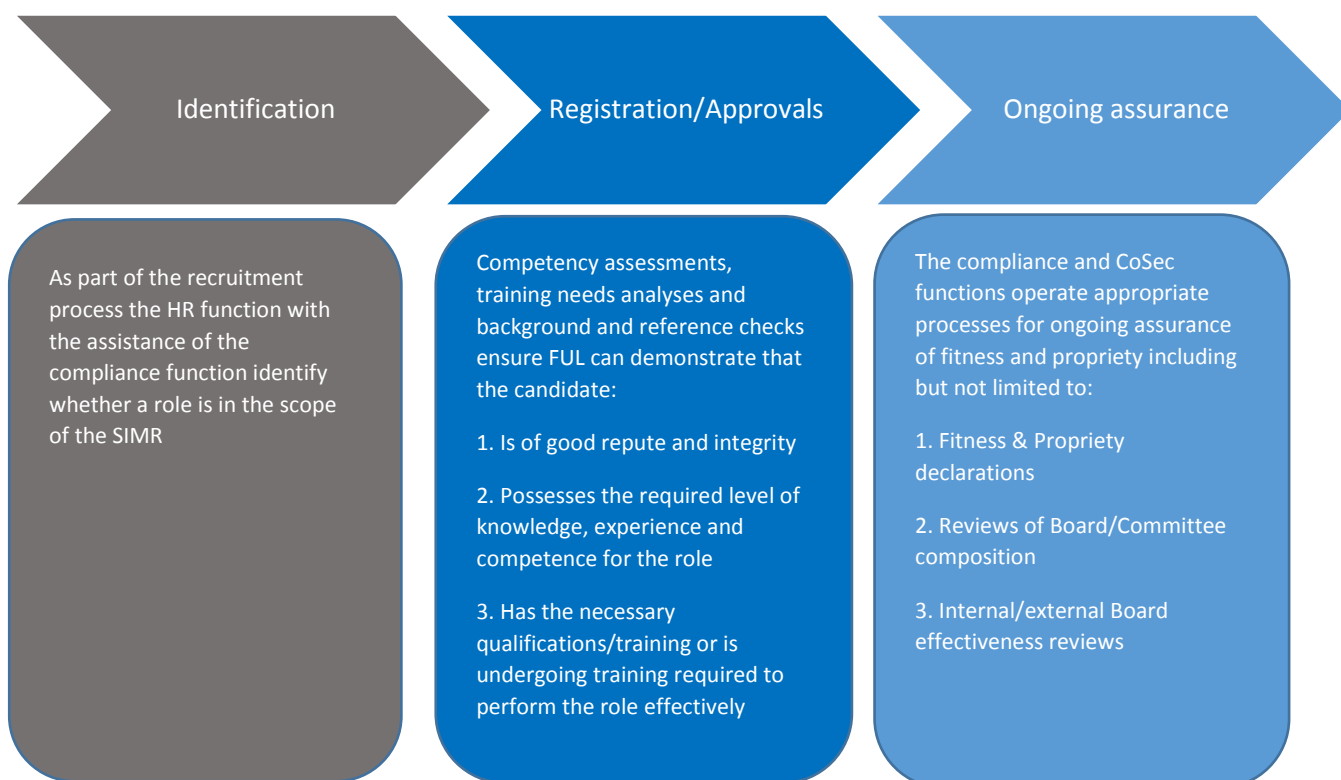 Identification
Registration/Approvals
Ongoing assurance
As part of the recruitment
process the HR function with
the assistance of the
compliance function identify
whether a role is in the scope
of the SIMR
Competency assessments,
training needs analyses and
background and reference checks
ensure FUL can demonstrate that
the candidate:
1. Is of good repute and integrity
2. Possesses the required level of
knowledge, experience and
competence for the role
3. Has the necessary
qualifications/training or is
undergoing training required to
perform the role effectively
The compliance and CoSec
functions operate appropriate
processes for ongoing assurance
of fitness and propriety including
but not limited to:
1. Fitness & Propriety
declarations
2. Reviews of Board/Committee
composition
3. Internal/external Board
effectiveness reviews